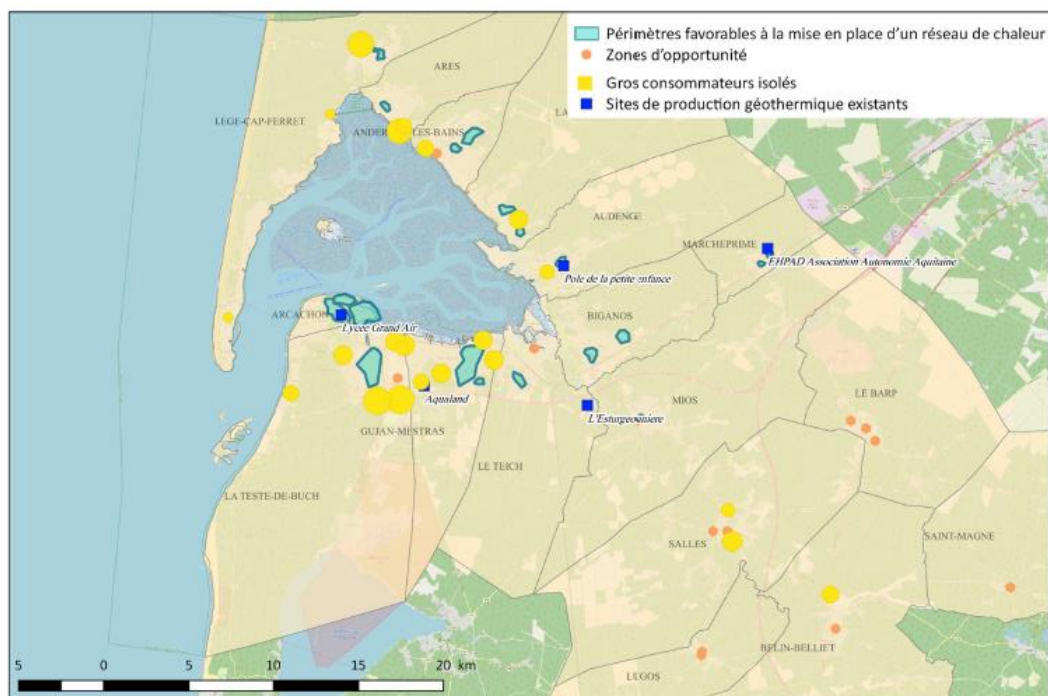 Périmètres favorables à la mise en place d'un réseau de chaleur
Zones d'opportunité
Gros consommateurs isolés
Sites de production géothermique existants
ARES
LEGE-CAP-FERRET
LES-BAINS
AUDENGE
MARCHEPRIME
EHPAD Association Autonomie Aquitaine
Pole de la petite enfance
BIGANOS
ARCACHON
Lycée Grand Air
Aqualand
L'Esturgeonniere
MIOS
LE BARP
GUJAN-MESTRAS
LE TEICH
LA TESTE-DE-BUCH
SALLES
SAINT-MAGNE
BELIN-BELLIET
LUGOS
5 0 5 10 15 20 km